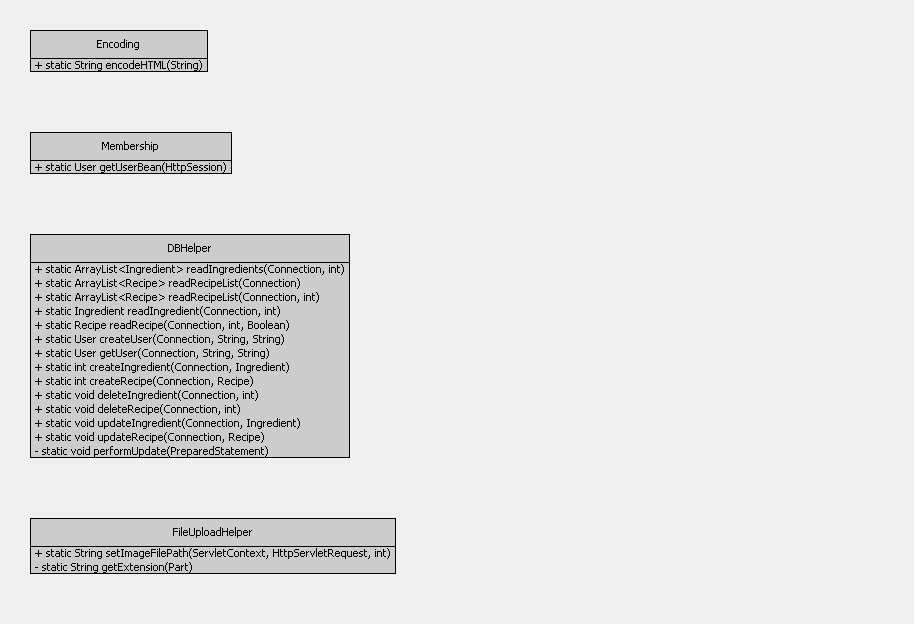 Encoding
+ static String encodeHTML(String)
Membership
+ static User getUserBean(HttpSession)
DBHelper
+ static ArrayList<Ingredient> readIngredients(Connection, int)
+ static ArrayList<Recipe> readRecipeList(Connection)
+ static ArrayList<Recipe> readRecipeList(Connection, int)
+ static Ingredient readIngredient(Connection, int)
+ static Recipe readRecipe(Connection, int, Boolean)
+ static User createUser(Connection, String, String)
+ static User getUser(Connection, String, String)
+ static int createIngredient(Connection, Ingredient)
+ static int createRecipe(Connection, Recipe)
+ static void deleteIngredient(Connection, int)
+ static void deleteRecipe(Connection, int)
+ static void updateIngredient(Connection, Ingredient)
+ static void updateRecipe(Connection, Recipe)
- static void performUpdate(PreparedStatement)
FileUploadHelper
+ static String setImageFilePath(ServletContext, HttpServletRequest, int)
- static String getExtension(Part)